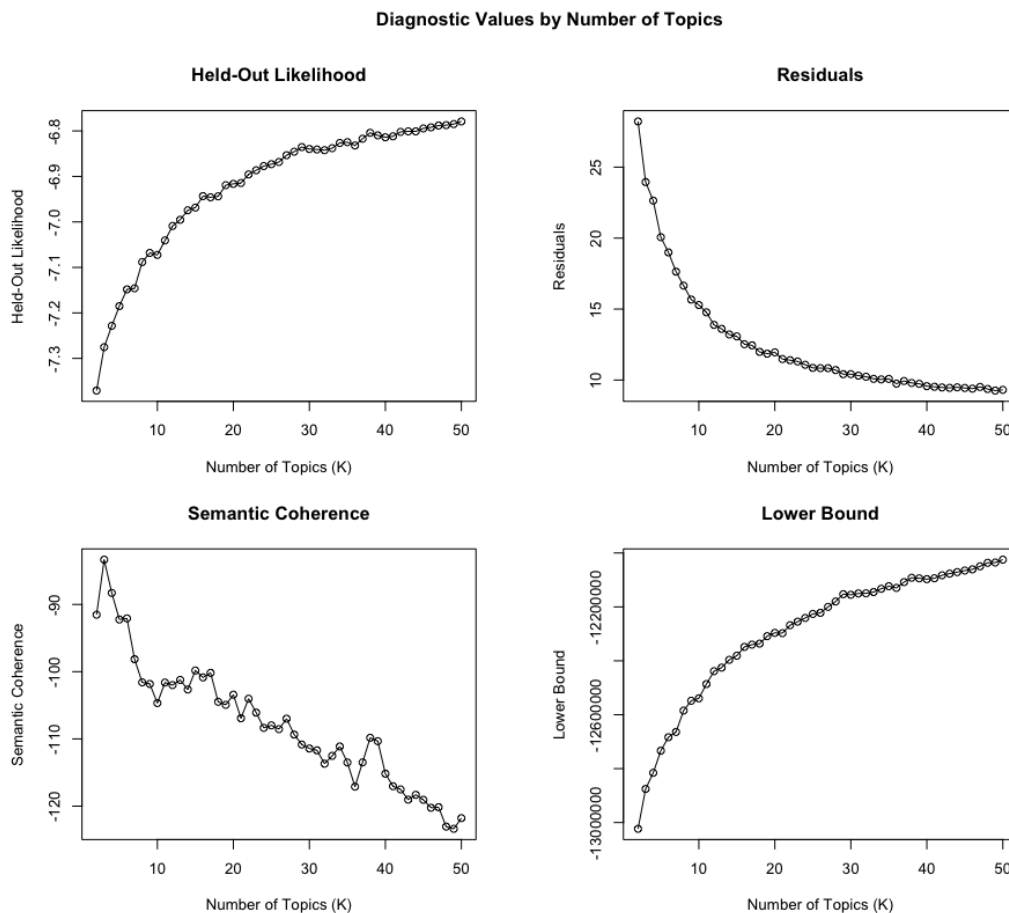 Diagnostic Values by Number of Topics
Held-Out Likelihood
Held-Out Likelihood
-6.8
-6.9
-7.0
-7.1
-7.2
-7.3
10 20 30 40 50
Number of Topics (K)
Residuals
Residuals
25
20
15
10
10 20 30 40 50
Number of Topics (K)
Semantic Coherence
Semantic Coherence
-90
-100
-110
-120
10 20 30 40 50
Number of Topics (K)
Lower Bound
Lower Bound
-12200000
-12600000
-13000000
10 20 30 40 50
Number of Topics (K)